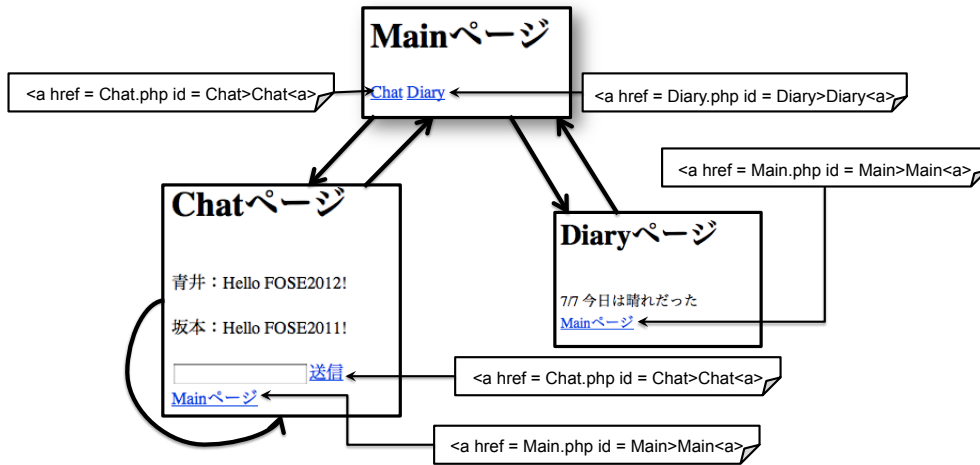 Mainページ
<a href = Chat.php id = Chat>Chat<a>
Chat Diary
<a href = Diary.php id = Diary>Diary<a>
<a href = Main.php id = Main>Main<a>
Chatページ
青井：Hello FOSE2012!
坂本：Hello FOSE2011!
送信
Mainページ
Diaryページ
7/7 今日は晴れだった
Mainページ
<a href = Chat.php id = Chat>Chat<a>
<a href = Main.php id = Main>Main<a>